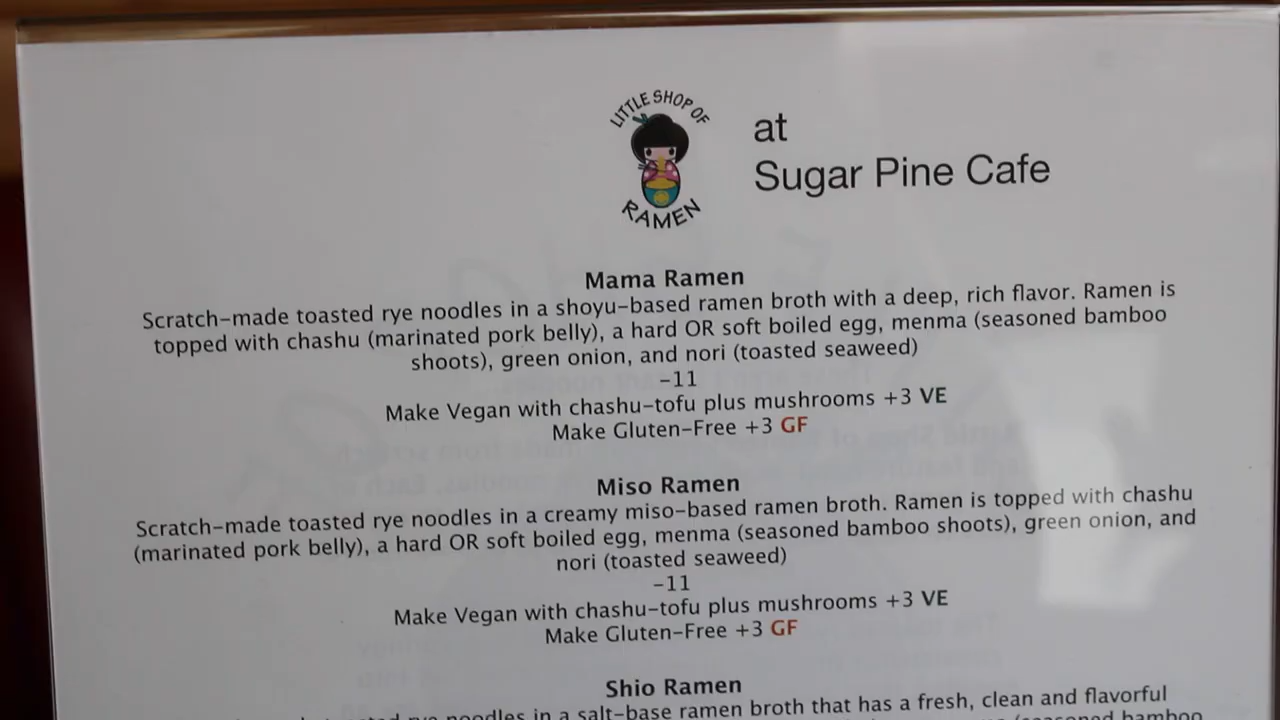 LITTLE SHOP OF
RAMEN
at
Sugar Pine Cafe
Mama Ramen
Scratch-made toasted rye noodles in a shoyu-based ramen broth with a deep, rich flavor. Ramen is
topped with chashu (marinated pork belly), a hard OR soft boiled egg, menma (seasoned bamboo
shoots), green onion, and nori (toasted seaweed)
-11
Make Vegan with chashu-tofu plus mushrooms +3 VE
Make Gluten-Free +3 GF
Miso Ramen
Scratch-made toasted rye noodles in a creamy miso-based ramen broth. Ramen is topped with chashu
(marinated pork belly), a hard OR soft boiled egg, menma (seasoned bamboo shoots), green onion, and
nori (toasted seaweed)
-11
Make Vegan with chashu-tofu plus mushrooms +3 VE
Make Gluten-Free +3 GF
Shio Ramen
rye noodles in a salt-base ramen broth that has a fresh, clean and flavorful
(seasoned bamboo